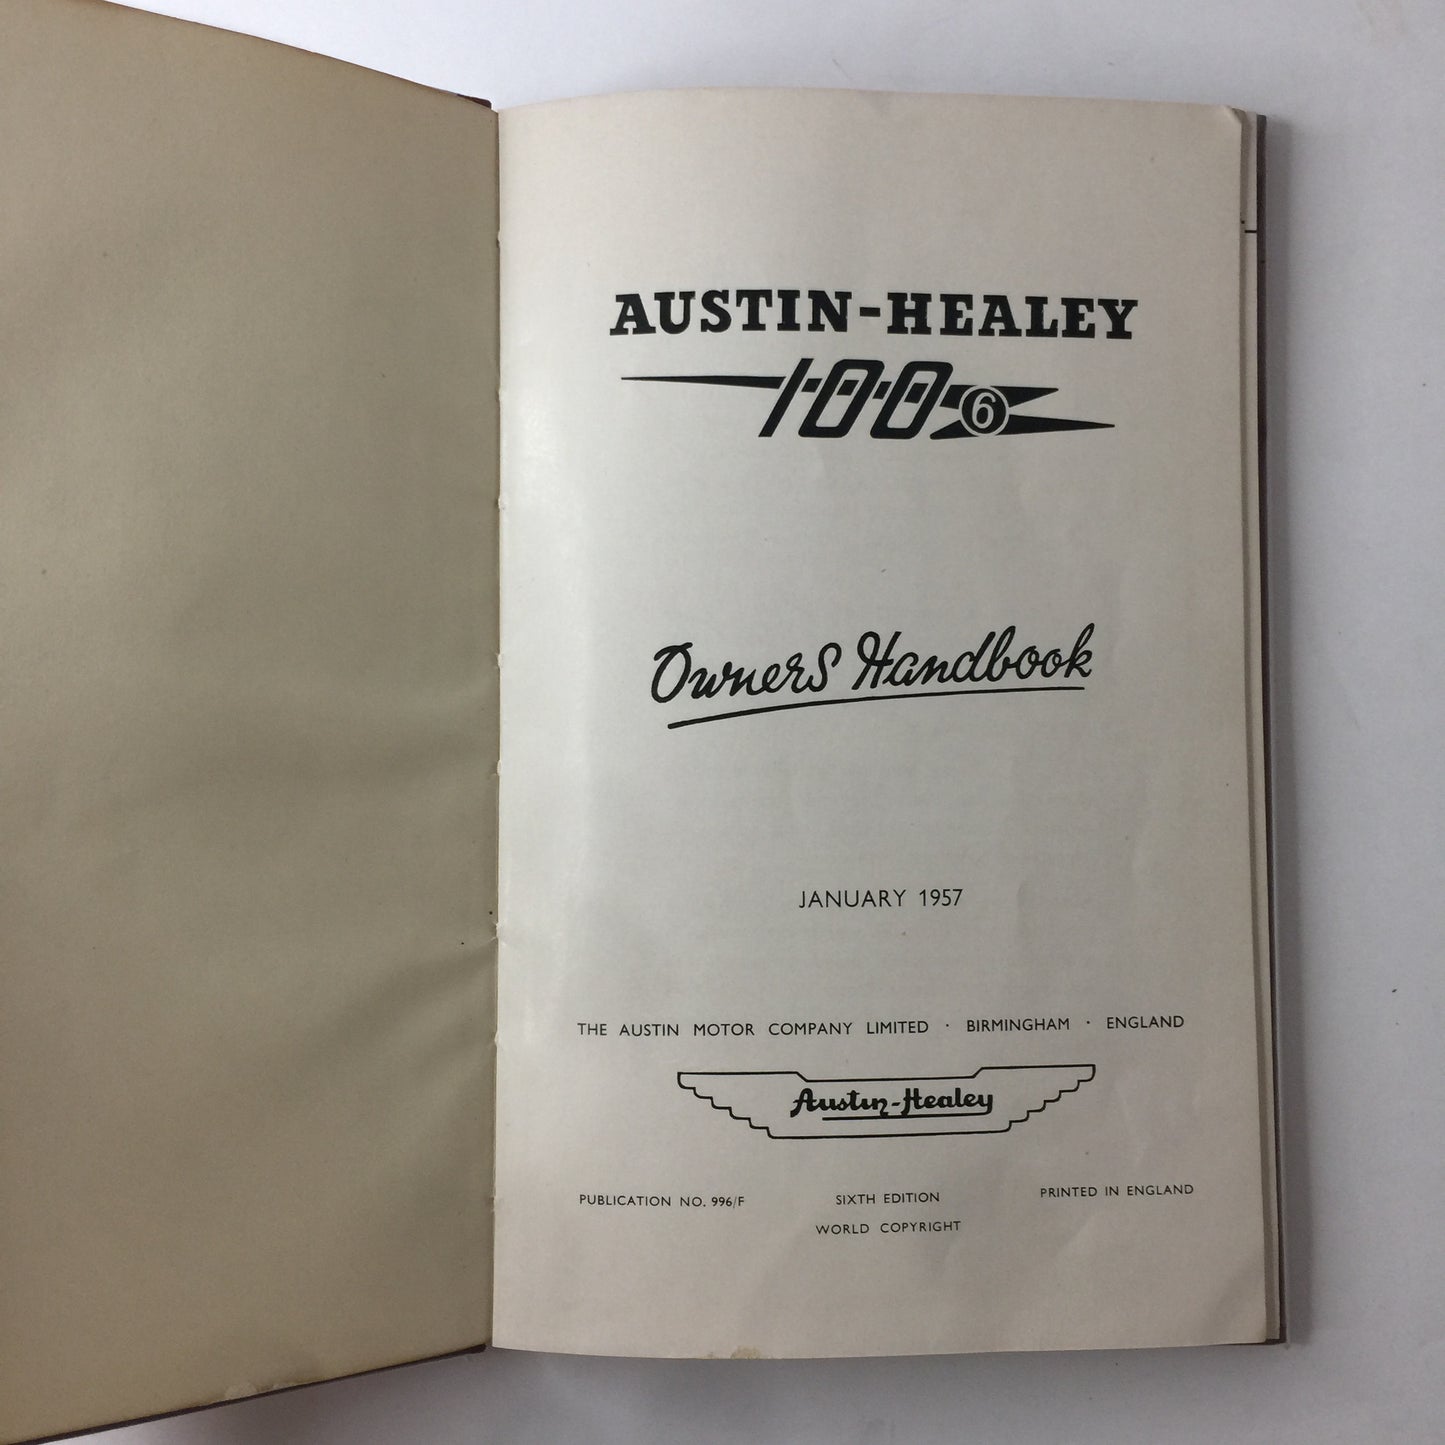 AUSTIN-HEALEY
100 6
Owners Handbook
JANUARY 1957
THE AUSTIN MOTOR COMPANY LIMITED · BIRMINGHAM · ENGLAND
Austin-Healey
PUBLICATION NO. 996/F SIXTH EDITION PRINTED IN ENGLAND
WORLD COPYRIGHT